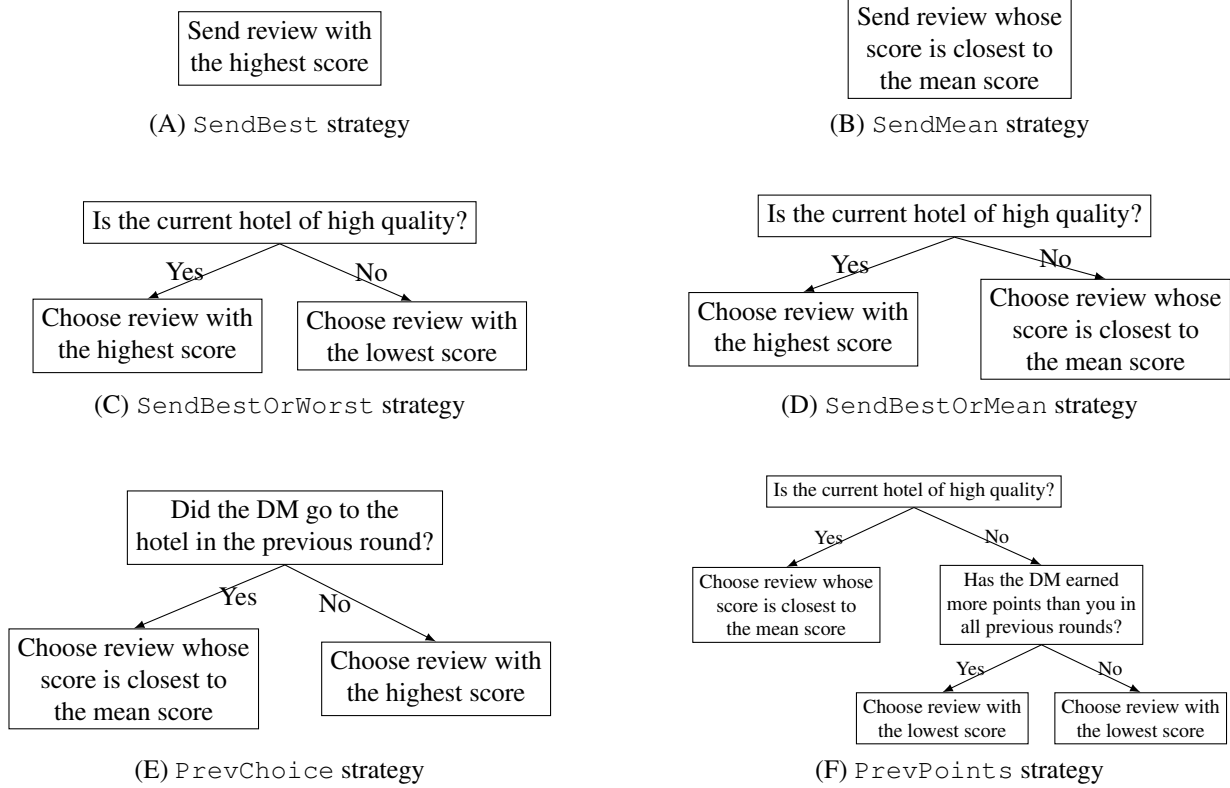 Send review with
the highest score
(A) SendBest strategy
Send review whose
score is closest to
the mean score
(B) SendMean strategy
Is the current hotel of high quality?
Yes
No
Choose review with
the highest score
Choose review with
the lowest score
(C) SendBestOrWorst strategy
Is the current hotel of high quality?
Yes
No
Choose review with
the highest score
Choose review whose
score is closest to
the mean score
(D) SendBestOrMean strategy
Did the DM go to the
hotel in the previous round?
Yes
No
Choose review whose
score is closest to
the mean score
Choose review with
the highest score
(E) PrevChoice strategy
Is the current hotel of high quality?
Yes
No
Choose review whose
score is closest to
the mean score
Has the DM earned
more points than you in
all previous rounds?
Yes
No
Choose review with
the lowest score
Choose review with
the lowest score
(F) PrevPoints strategy